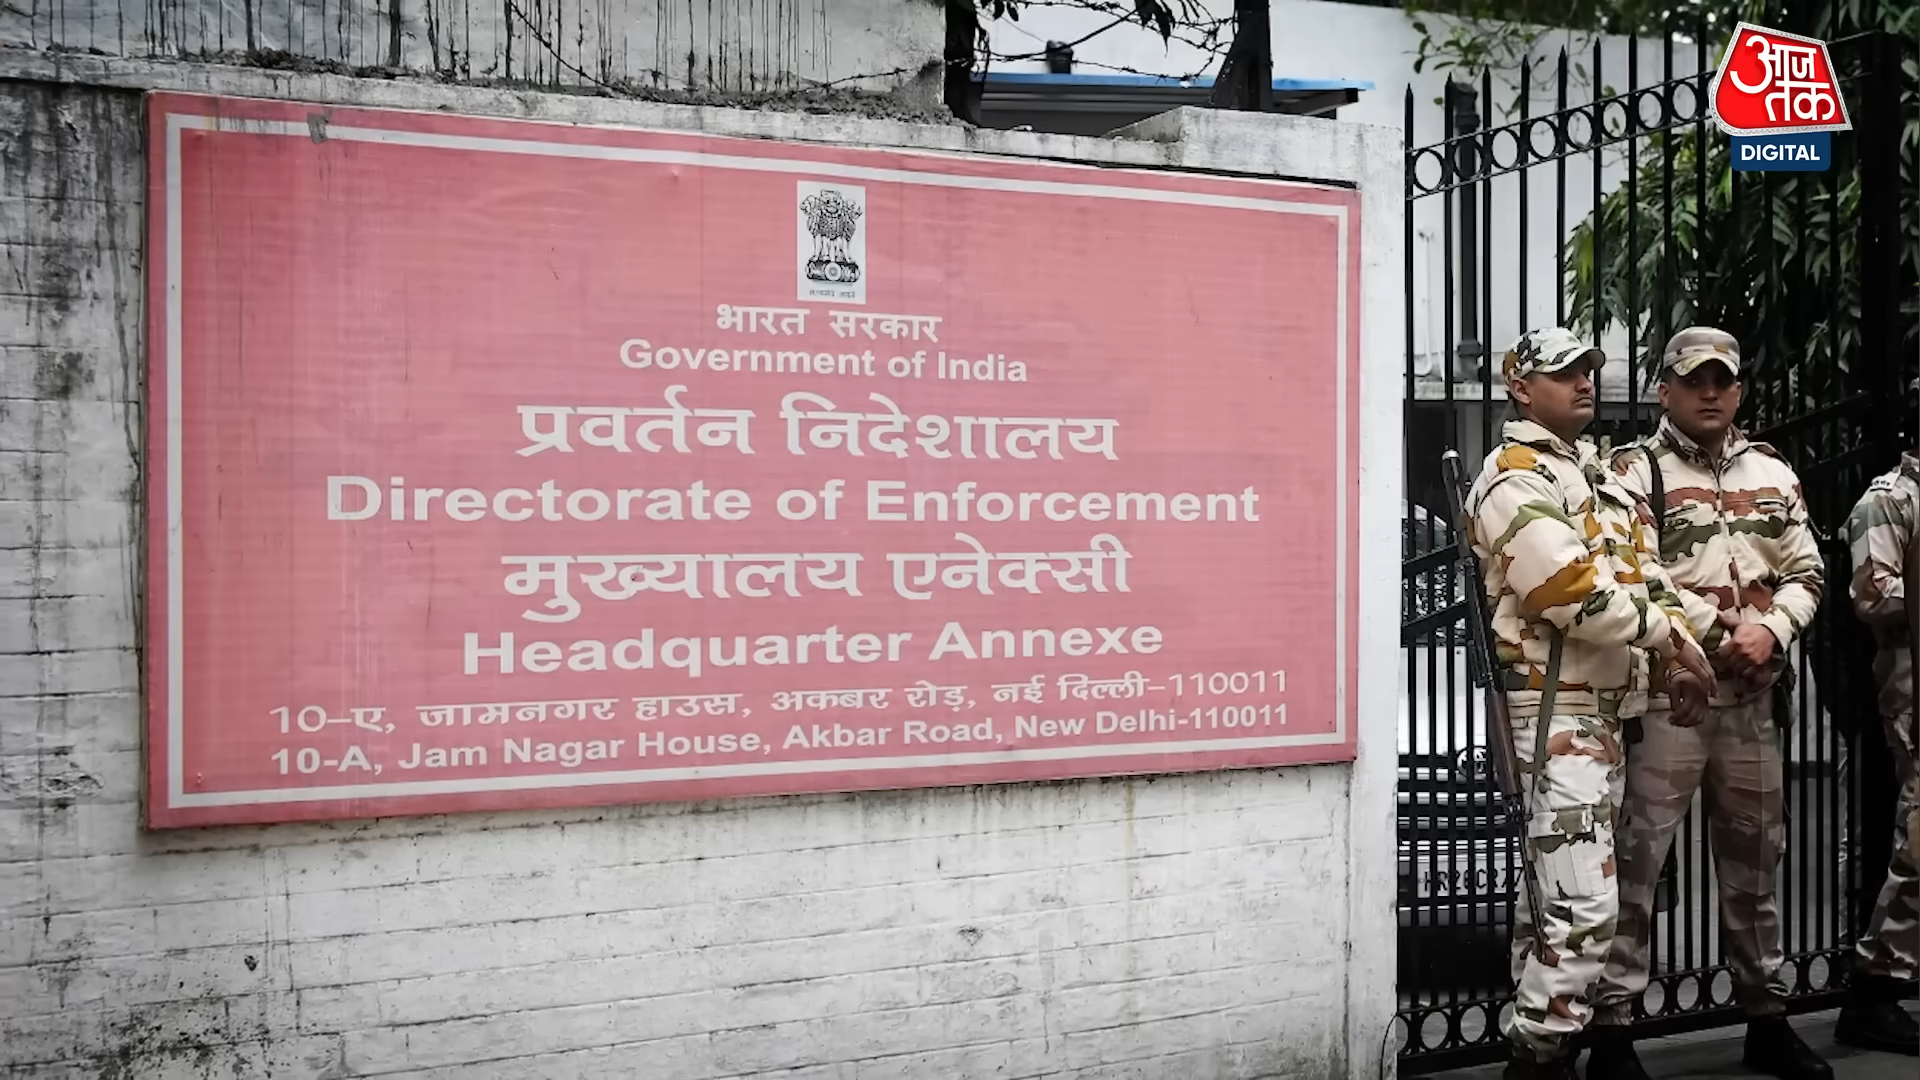 आज
तक
DIGITAL
भारत सरकार
Government of India
प्रवर्तन निदेशालय
Directorate of Enforcement
मुख्यालय एनेक्सी
Headquarter Annexe
10–ए, जामनगर हाउस, अकबर रोड़, नई दिल्ली–110011
10-A, Jam Nagar House, Akbar Road, New Delhi-110011